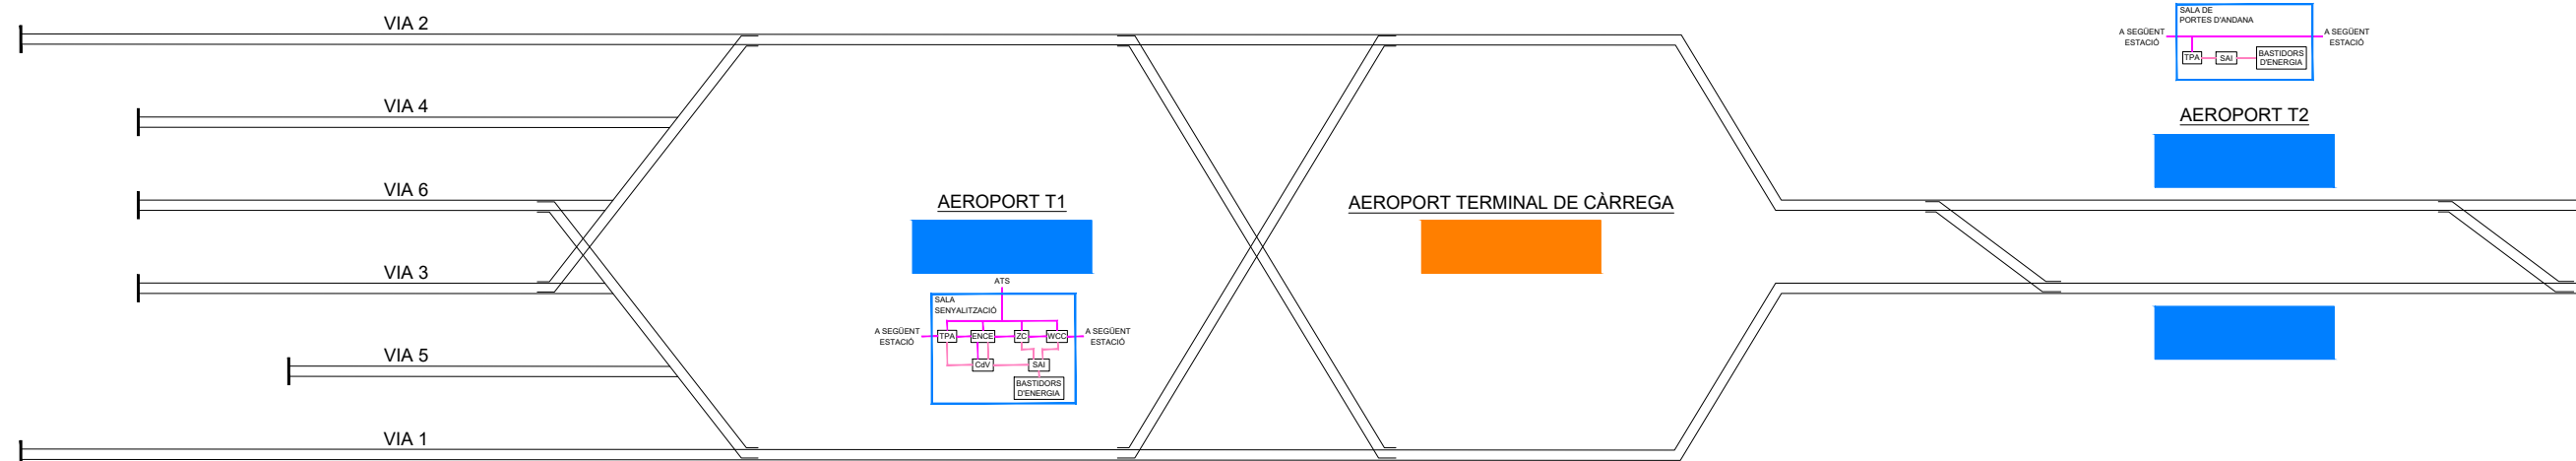 VIA 2
VIA 4
VIA 6
VIA 3
VIA 5
VIA 1
AEROPORT T1
ATS
SALA
SENYALITZACIÓ
A SEGÜENT
ESTACIÓ
TPA
ENCE
ZC
WCC
A SEGÜENT
ESTACIÓ
CdV
SAI
BASTIDORS
D'ENERGIA
AEROPORT TERMINAL DE CÀRREGA
SALA DE
PORTES D'ANDANA
A SEGÜENT
ESTACIÓ
A SEGÜENT
ESTACIÓ
TPA
SAI
BASTIDORS
D'ENERGIA
AEROPORT T2